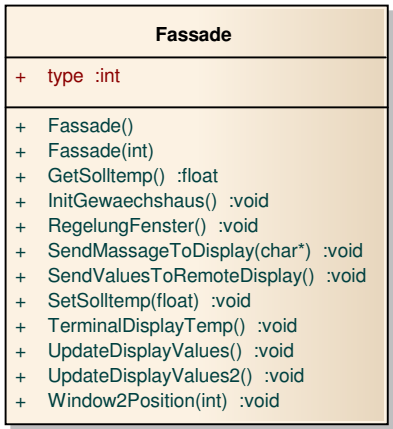 Fassade
+ type :int
+ Fassade()
+ Fassade(int)
+ GetSolltemp() :float
+ InitGewaechshaus() :void
+ RegelungFenster() :void
+ SendMassageToDisplay(char*) :void
+ SendValuesToRemoteDisplay() :void
+ SetSolltemp(float) :void
+ TerminalDisplayTemp() :void
+ UpdateDisplayValues() :void
+ UpdateDisplayValues2() :void
+ Window2Position(int) :void